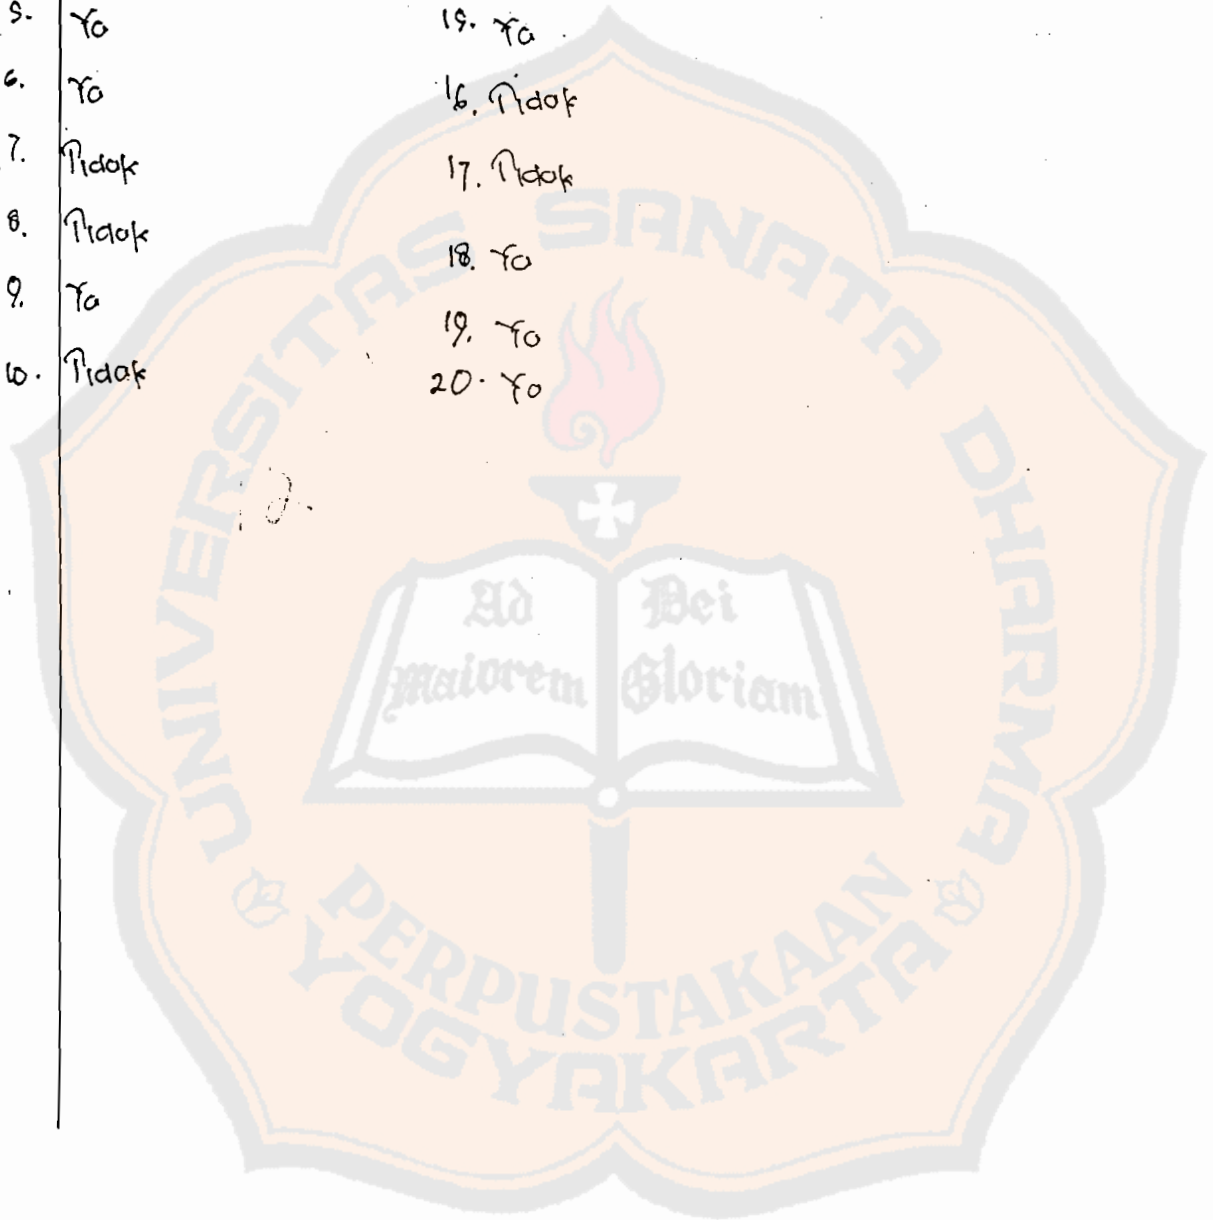 5. Ya
6. Ya
7. Tidak
8. Tidak
9. Ya
10. Tidak
15. Ya
16. Tidak
17. Tidak
18. Ya
19. Ya
20. Ya
UNIVERSITAS SANATA DHARMA
Ad Dei
Maiorem Gloriam
PERPUSTAKAAN
YOGYAKARTA